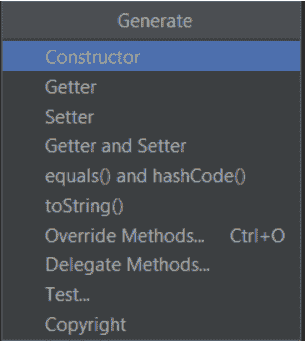 Generate
Constructor
Getter
Setter
Getter and Setter
equals() and hashCode()
toString()
Override Methods... Ctrl+O
Delegate Methods...
Test...
Copyright